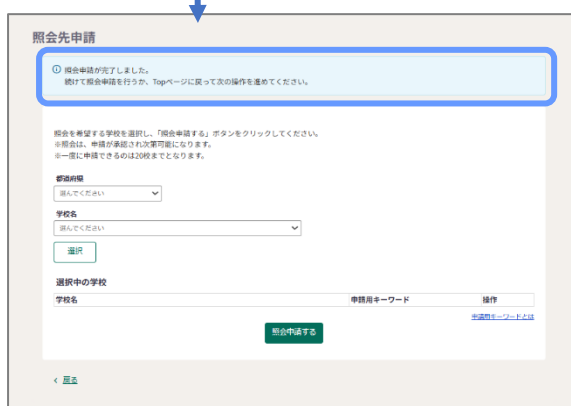 照会先申請
照会申請が完了しました。
続けて照会申請を行うか、Topページに戻って次の操作を進めてください。
照会を希望する学校を選択し、「照会申請する」ボタンをクリックしてください。
※照会は、申請が承認され次第可能になります。
※一度に申請できるのは20校までとなります。
都道府県
選んでください
学校名
選んでください
選択
選択中の学校
学校名 申請用キーワード 操作
申請用キーワードとは
照会申請する
< 戻る